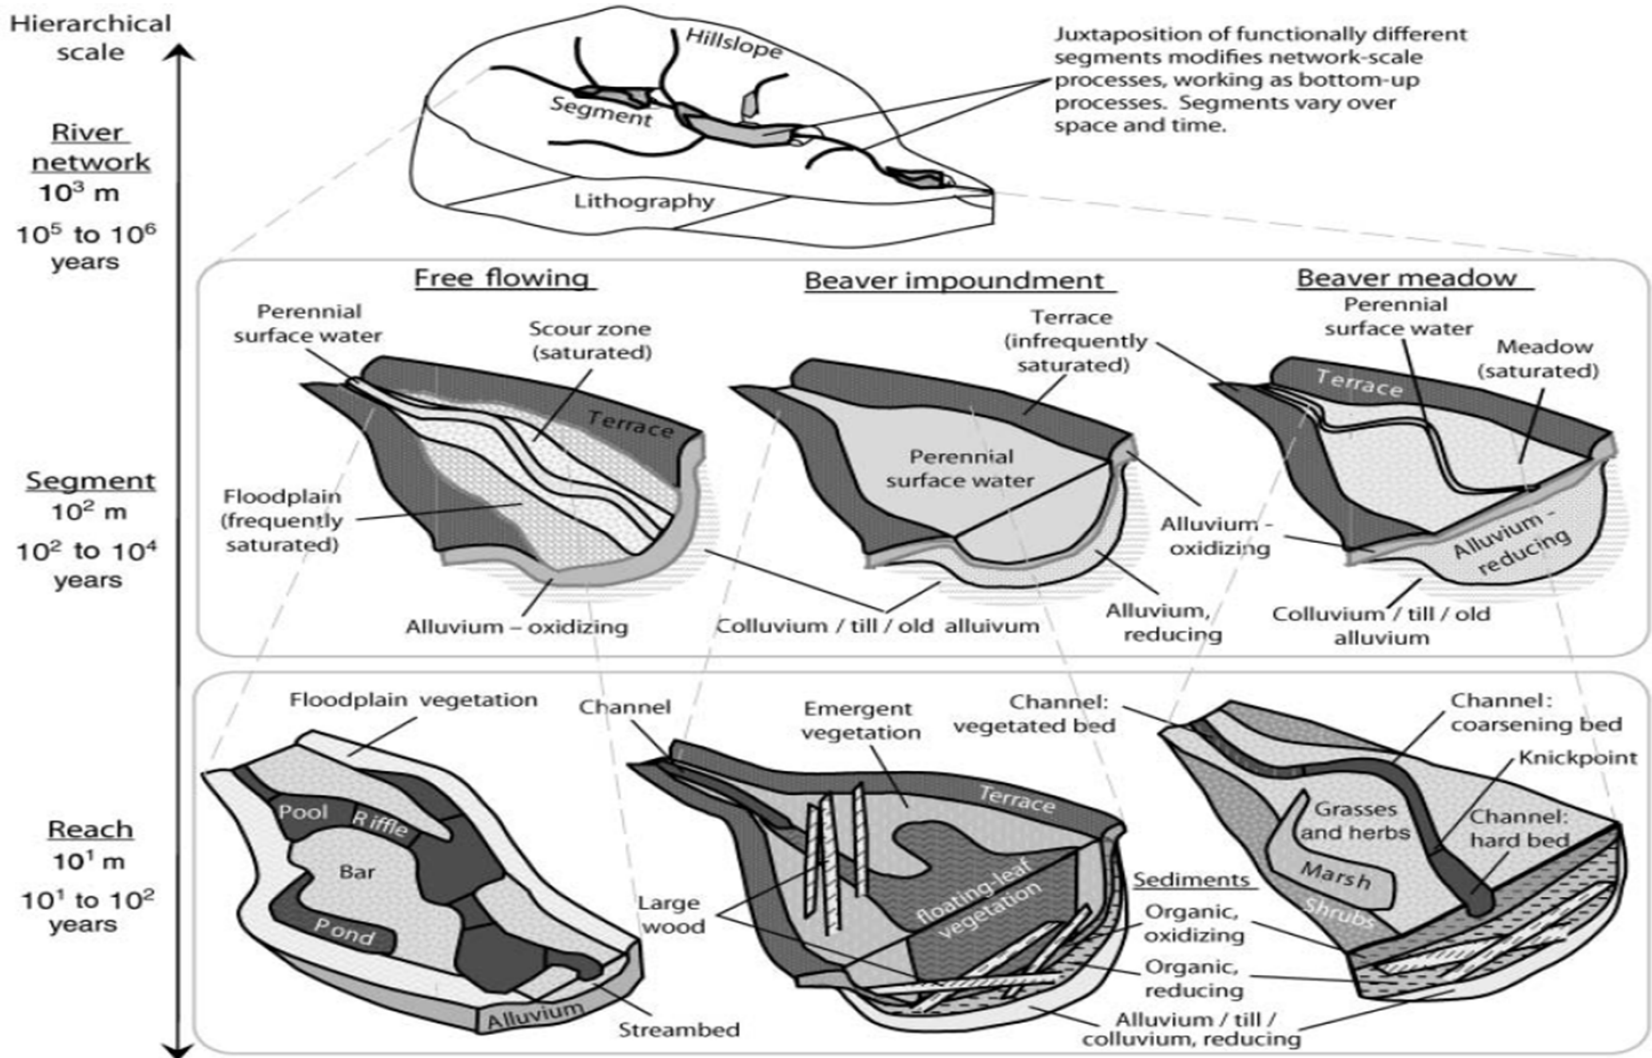 Hierarchical
scale
River
network
10³ m
10⁵ to 10⁶
years
Hillslope
Segment
Lithography
Juxtaposition of functionally different
segments modifies network-scale
processes, working as bottom-up
processes. Segments vary over
space and time.
Segment
10² m
10² to 10⁴
years
Free flowing
Perennial
surface water
Scour zone
(saturated)
Terrace
Floodplain
(frequently
saturated)
Alluvium – oxidizing
Beaver impoundment
Terrace
(infrequently
saturated)
Perennial
surface water
Alluvium -
oxidizing
Colluvium / till / old alluivum
Alluvium,
reducing
Beaver meadow
Perennial
surface water
Meadow
(saturated)
Terrace
Alluvium -
reducing
Colluvium / till / old
alluvium
Reach
10¹ m
10¹ to 10²
years
Floodplain vegetation
Pool
Riffle
Bar
Pond
Alluvium
Streambed
Channel
Emergent
vegetation
Terrace
floating-leaf
vegetation
Large
wood
Channel:
vegetated bed
Channel:
coarsening bed
Knickpoint
Channel:
hard bed
Grasses
and herbs
Marsh
Shrubs
Sediments
Organic,
oxidizing
Organic,
reducing
Alluvium / till /
colluvium, reducing